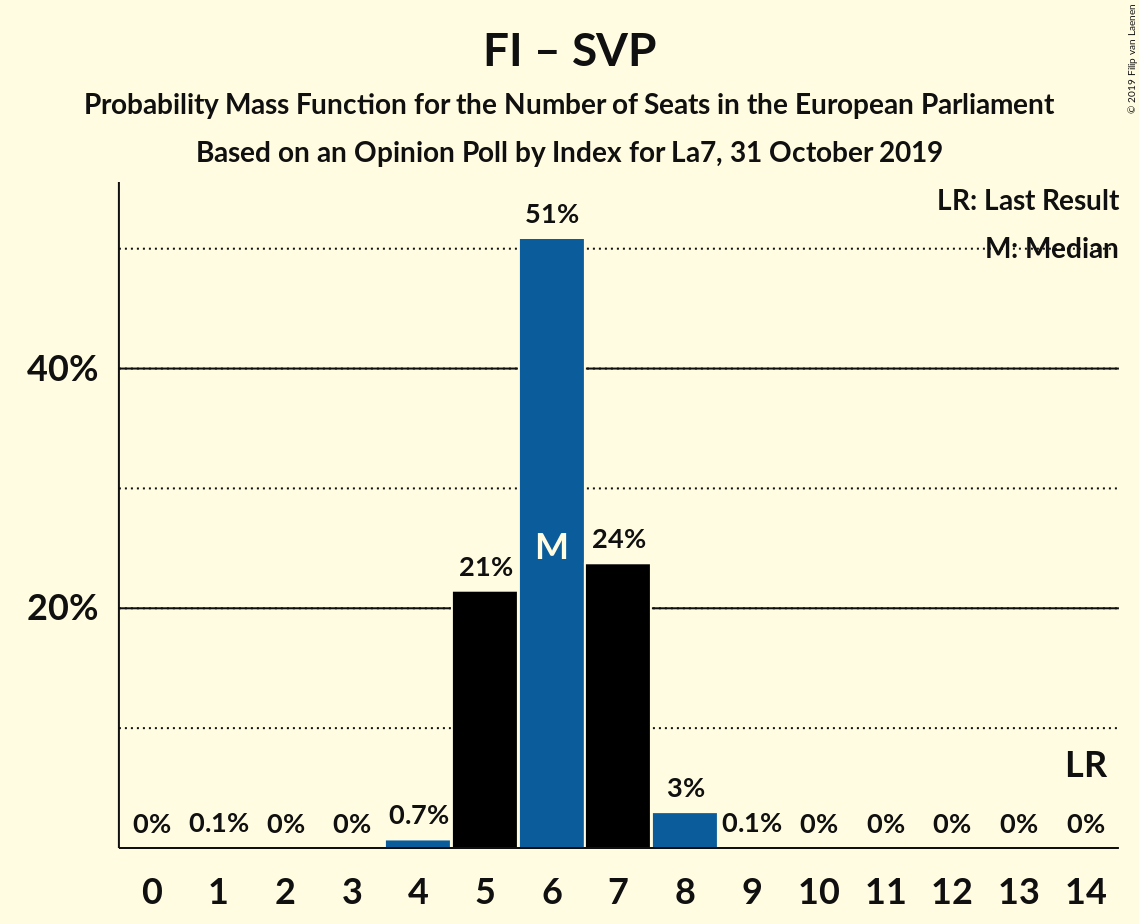 FI – SVP
Probability Mass Function for the Number of Seats in the European Parliament
Based on an Opinion Poll by Index for La7, 31 October 2019
© 2019 Filip van Laenen
LR: Last Result
M: Median
51%
40%
M
24%
21%
20%
LR
3%
0% 0.1% 0% 0% 0.7% 0.1% 0% 0% 0% 0% 0%
0 1 2 3 4 5 6 7 8 9 10 11 12 13 14